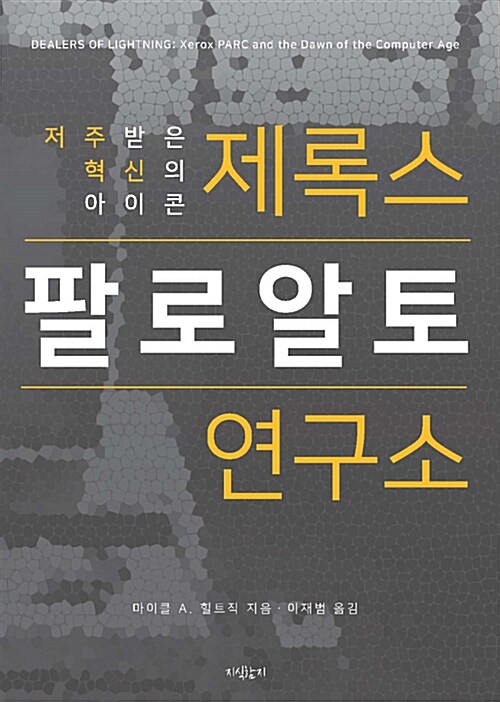 DEALERS OF LIGHTNING: Xerox PARC and the Dawn of the Computer Age
저주받은
혁신의
아이콘
제록스
팔로알토
연구소
마이클 A. 힐트직 지음 · 이재범 옮김
지식함지